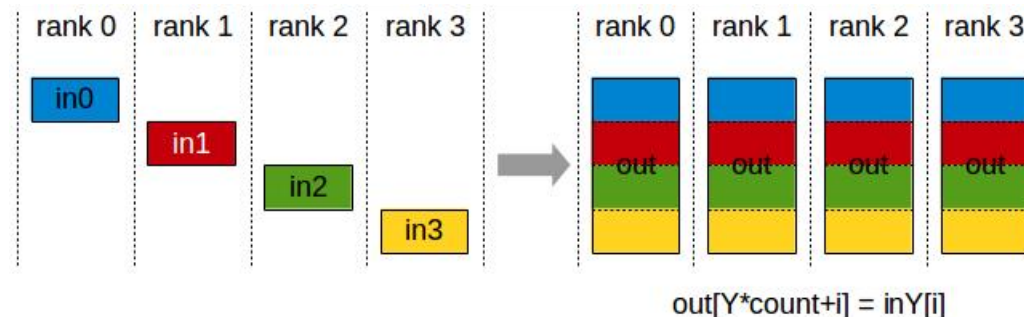 rank 0 rank 1 rank 2 rank 3 rank 0 rank 1 rank 2 rank 3
in0
in1
out out out out
in2
in3
out[Y*count+i] = inY[i]